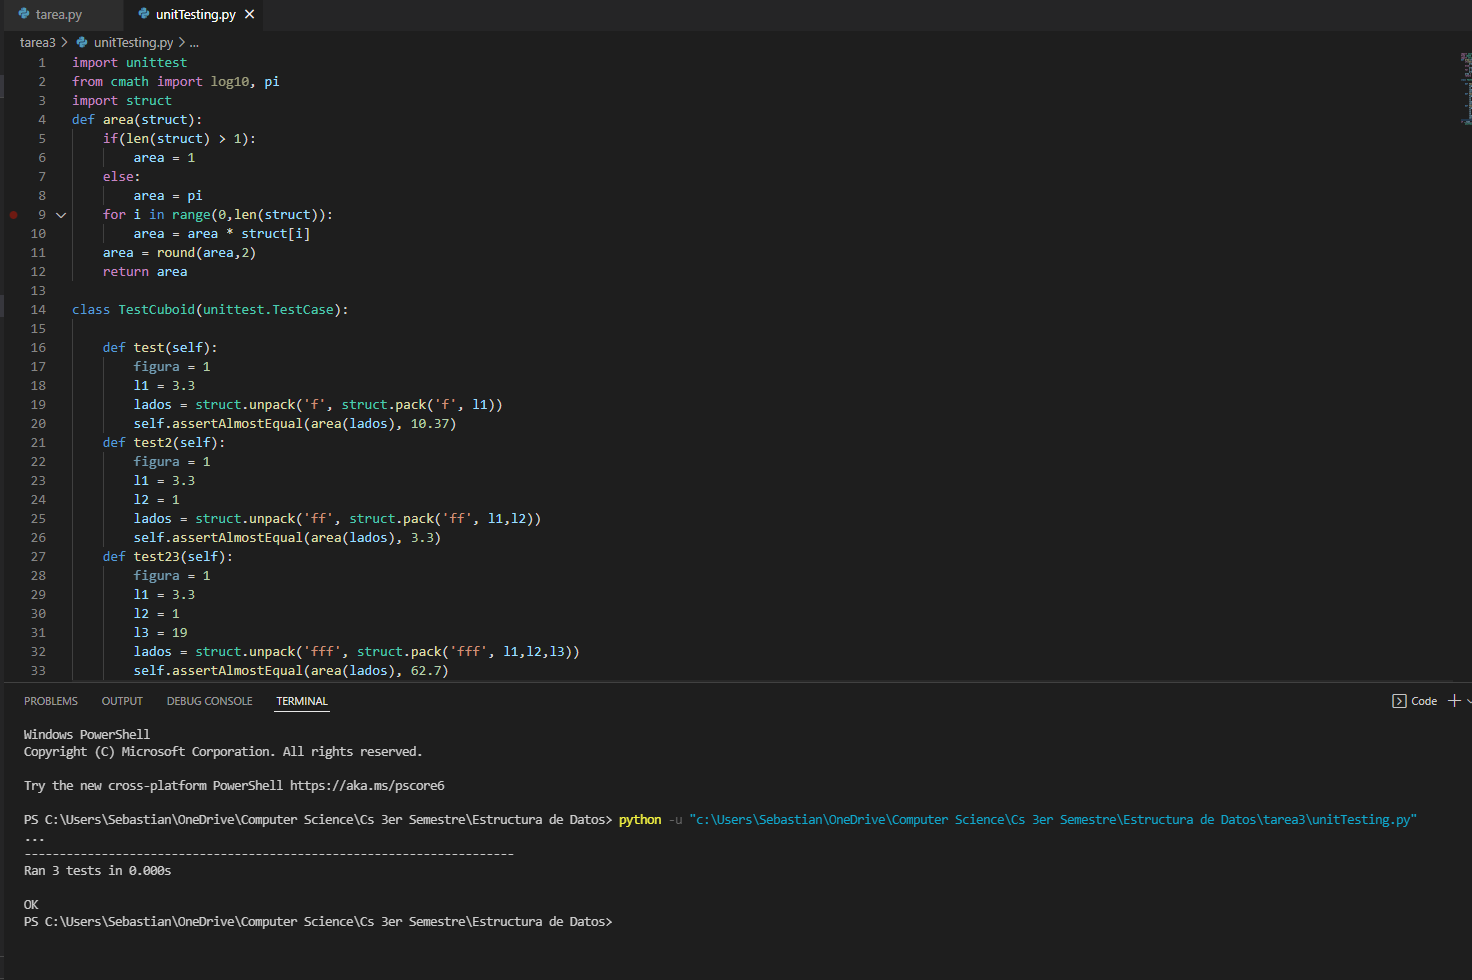 tarea.py unitTesting.py ×
tarea3 > unitTesting.py > ...
1 import unittest
2 from cmath import log10, pi
3 import struct
4 def area(struct):
5     if(len(struct) > 1):
6         area = 1
7     else:
8         area = pi
9     for i in range(0,len(struct)):
10         area = area * struct[i]
11     area = round(area,2)
12     return area
13
14 class TestCuboid(unittest.TestCase):
15
16     def test(self):
17         figura = 1
18         l1 = 3.3
19         lados = struct.unpack('f', struct.pack('f', l1))
20         self.assertAlmostEqual(area(lados), 10.37)
21     def test2(self):
22         figura = 1
23         l1 = 3.3
24         l2 = 1
25         lados = struct.unpack('ff', struct.pack('ff', l1,l2))
26         self.assertAlmostEqual(area(lados), 3.3)
27     def test23(self):
28         figura = 1
29         l1 = 3.3
30         l2 = 1
31         l3 = 19
32         lados = struct.unpack('fff', struct.pack('fff', l1,l2,l3))
33         self.assertAlmostEqual(area(lados), 62.7)
PROBLEMS OUTPUT DEBUG CONSOLE TERMINAL Code
Windows PowerShell
Copyright (C) Microsoft Corporation. All rights reserved.
Try the new cross-platform PowerShell https://aka.ms/pscore6
PS C:\Users\Sebastian\OneDrive\Computer Science\Cs 3er Semestre\Estructura de Datos> python -u "c:\Users\Sebastian\OneDrive\Computer Science\Cs 3er Semestre\Estructura de Datos\tarea3\unitTesting.py"
...
----------------------------------------------------------------------
Ran 3 tests in 0.000s
OK
PS C:\Users\Sebastian\OneDrive\Computer Science\Cs 3er Semestre\Estructura de Datos>